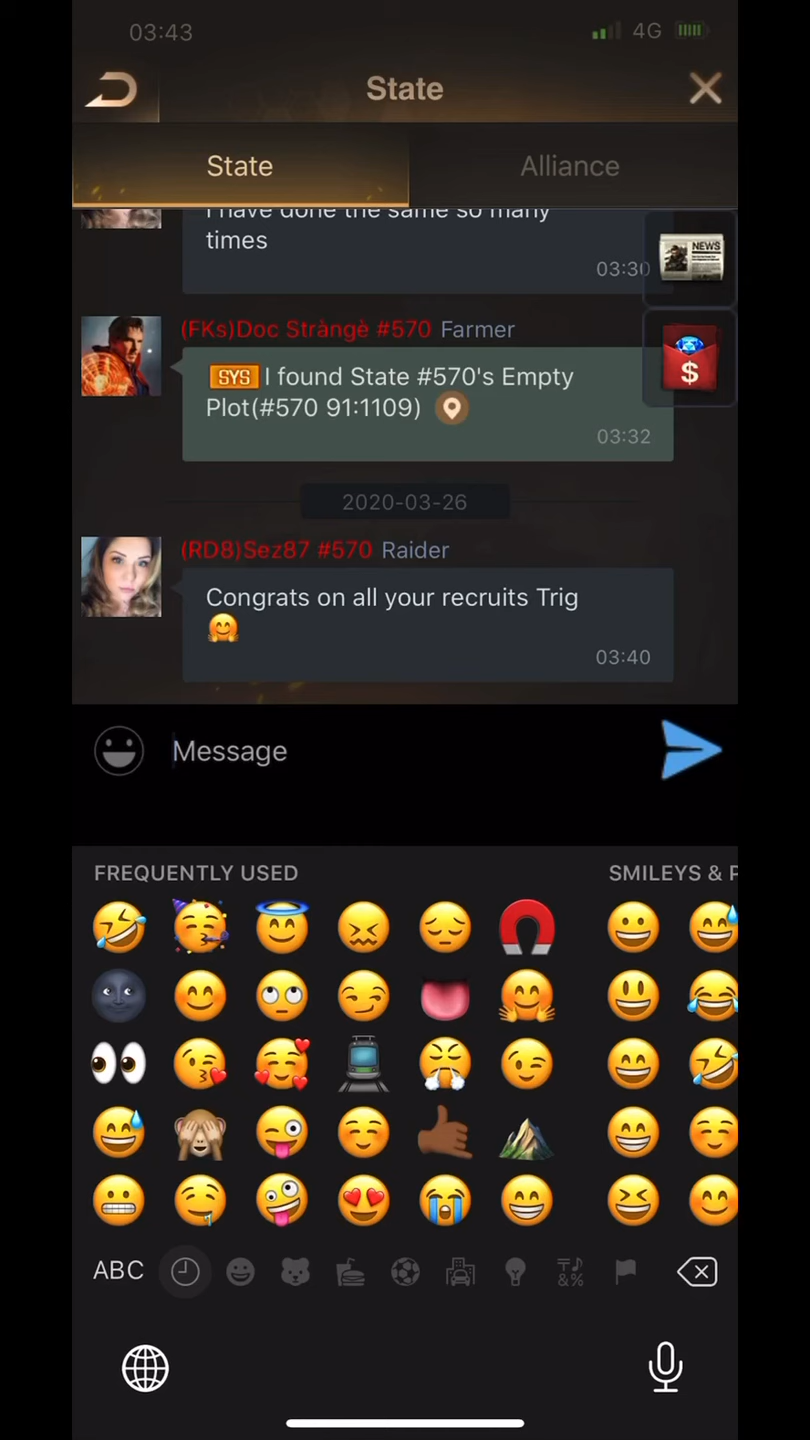 03:43
4G
State
State
Alliance
I have done the same so many
times
03:30
NEWS
(FKs)Doc Stràngè #570 Farmer
SYS I found State #570's Empty
Plot(#570 91:1109)
$
03:32
2020-03-26
(RD8)Sez87 #570 Raider
Congrats on all your recruits Trig
🤗
03:40
Message
FREQUENTLY USED
SMILEYS & P
ABC